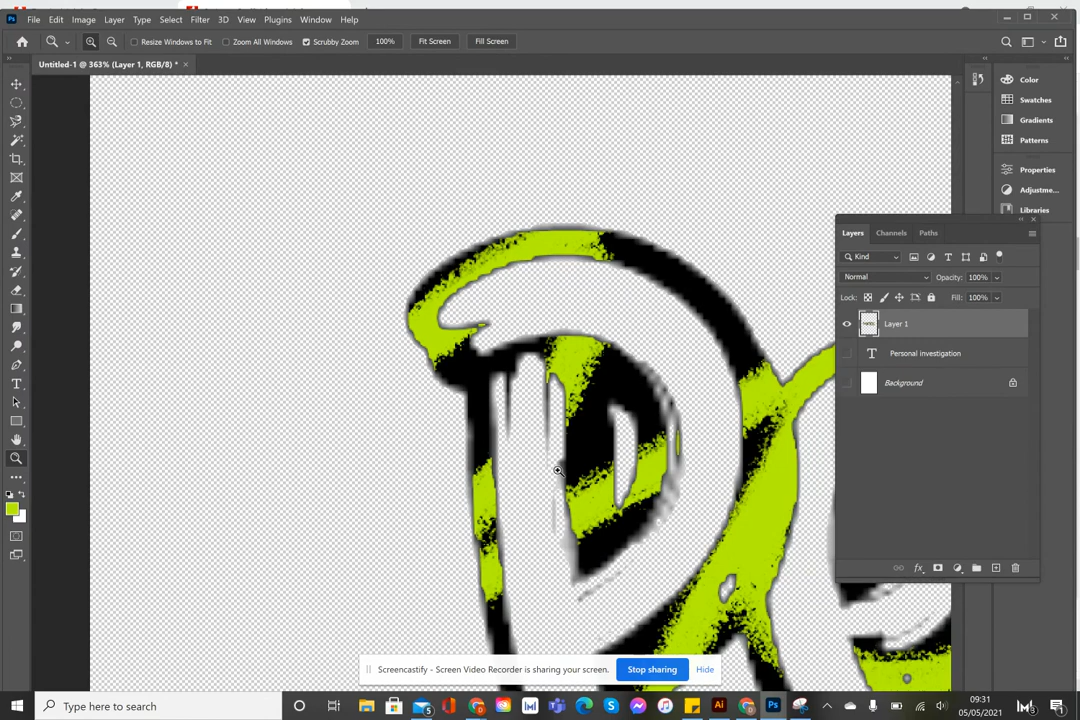 Ps File Edit Image Layer Type Select Filter 3D View Plugins Window Help
Resize Windows to Fit All Windows Scrubby Zoom 100% Fit Screen Fill Screen
Untitled-1 @ 363% (Layer 1, RGB/8) *
Color
Swatches
Gradients
Patterns
Properties
Adjustme...
Libraries
Layers Channels Paths
Kind
Normal Opacity: 100%
Lock: Fill: 100%
Layer 1
T Personal investigation
Background
fx
Screencastify - Screen Video Recorder is sharing your screen. Stop sharing Hide
Type here to search
Ai Ps
09:31
05/05/2021